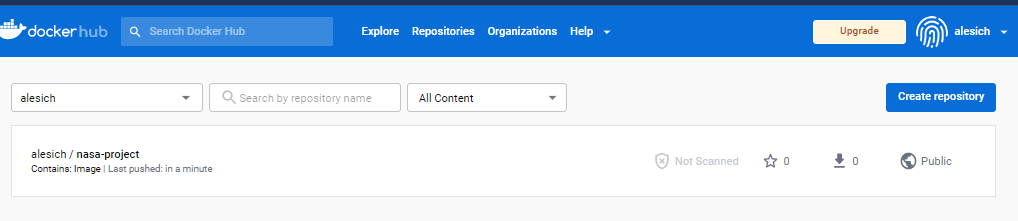 docker hub
Search Docker Hub
Explore
Repositories
Organizations
Help
Upgrade
alesich
alesich
Search by repository name
All Content
Create repository
alesich / nasa-project
Contains: Image | Last pushed: in a minute
Not Scanned
0
0
Public